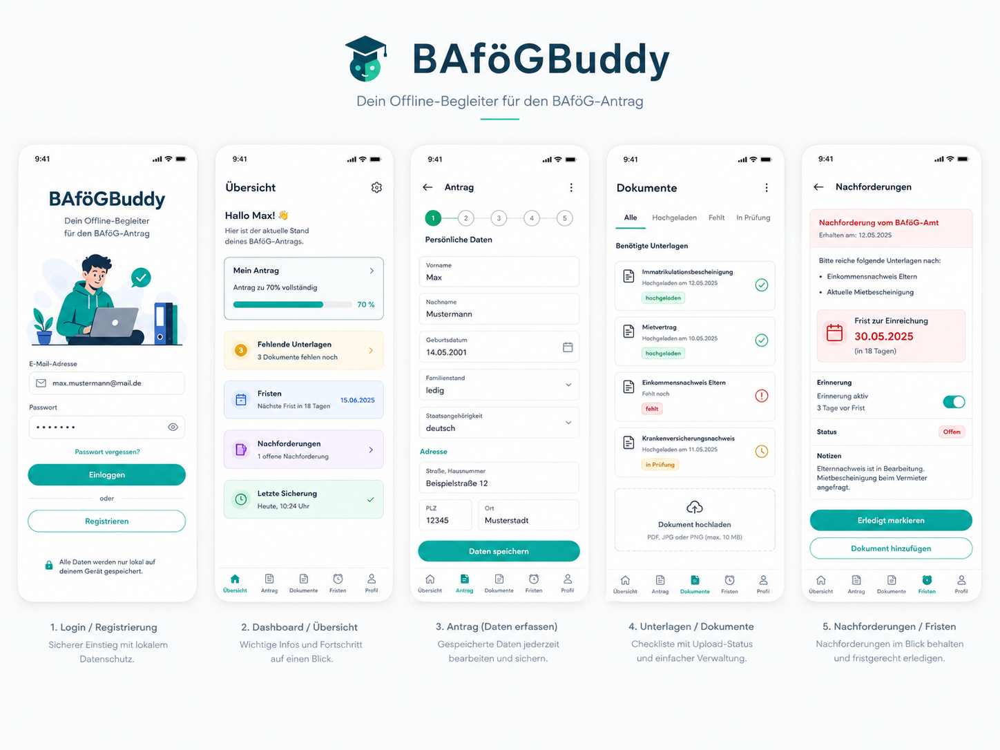 BAföGBuddy
Dein Offline-Begleiter für den BAföG-Antrag
9:41
BAföGBuddy
Dein Offline-Begleiter
für den BAföG-Antrag
E-Mail-Adresse
max.mustermann@mail.de
Passwort
•••••••
Passwort vergessen?
Einloggen
oder
Registrieren
Alle Daten werden nur lokal auf
deinem Gerät gespeichert.
1. Login / Registrierung
Sicherer Einstieg mit lokalem
Datenschutz.
9:41
Übersicht
Hallo Max! 👋
Hier ist der aktuelle Stand
deines BAföG-Antrags.
Mein Antrag
Antrag zu 70% vollständig
70 %
3
Fehlende Unterlagen
3 Dokumente fehlen noch
Fristen
Nächste Frist in 18 Tagen
15.06.2025
Nachforderungen
1 offene Nachforderung
Letzte Sicherung
Heute, 10:24 Uhr
Übersicht Antrag Dokumente Fristen Profil
2. Dashboard / Übersicht
Wichtige Infos und Fortschritt
auf einen Blick.
9:41
Antrag
1 2 3 4 5
Persönliche Daten
Vorname
Max
Nachname
Mustermann
Geburtsdatum
14.05.2001
Familienstand
ledig
Staatsangehörigkeit
deutsch
Adresse
Straße, Hausnummer
Beispielstraße 12
PLZ
12345
Ort
Musterstadt
Daten speichern
Übersicht Antrag Dokumente Fristen Profil
3. Antrag (Daten erfassen)
Gespeicherte Daten jederzeit
bearbeiten und sichern.
9:41
Dokumente
Alle Hochgeladen Fehlt In Prüfung
Benötigte Unterlagen
Immatrikulationsbescheinigung
Hochgeladen am 12.05.2025
hochgeladen
Mietvertrag
Hochgeladen am 10.05.2025
hochgeladen
Einkommensnachweis Eltern
Fehlt noch
fehlt
Krankenversicherungsnachweis
Hochgeladen am 11.05.2025
in Prüfung
Dokument hochladen
PDF, JPG oder PNG (max. 10 MB)
Übersicht Antrag Dokumente Fristen Profil
4. Unterlagen / Dokumente
Checkliste mit Upload-Status
und einfacher Verwaltung.
9:41
Nachforderungen
Nachforderung vom BAföG-Amt
Erhalten am: 12.05.2025
Bitte reiche folgende Unterlagen nach:
• Einkommensnachweis Eltern
• Aktuelle Mietbescheinigung
Frist zur Einreichung
30.05.2025
(in 18 Tagen)
Erinnerung
Erinnerung aktiv
3 Tage vor Frist
Status
Offen
Notizen
Elternnachweis ist in Bearbeitung.
Mietbescheinigung beim Vermieter
angefragt.
Erledigt markieren
Dokument hinzufügen
Übersicht Antrag Dokumente Fristen Profil
5. Nachforderungen / Fristen
Nachforderungen im Blick behalten
und fristgerecht erledigen.